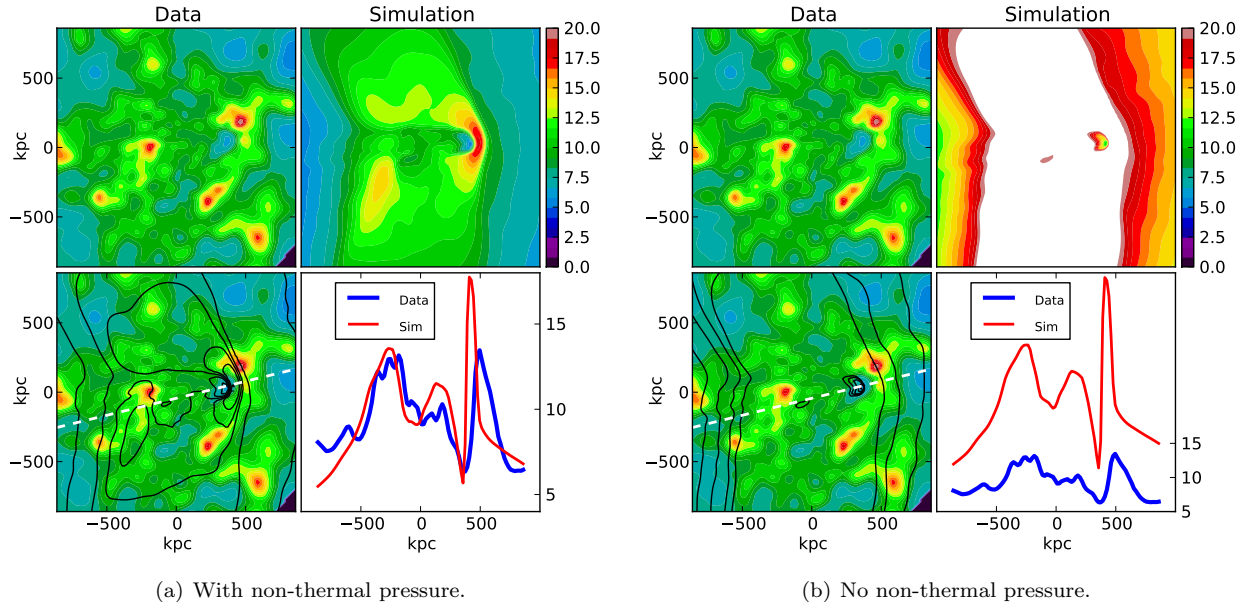 Data Simulation
20.0
17.5
15.0
12.5
10.0
7.5
5.0
2.5
0.0
500
0
−500
kpc
500
0
−500
kpc
−500 0 500
kpc
Data
Sim
15
10
5
−500 0 500
kpc
(a) With non-thermal pressure.
Data Simulation
20.0
17.5
15.0
12.5
10.0
7.5
5.0
2.5
0.0
500
0
−500
kpc
500
0
−500
kpc
−500 0 500
kpc
Data
Sim
15
10
5
−500 0 500
kpc
(b) No non-thermal pressure.